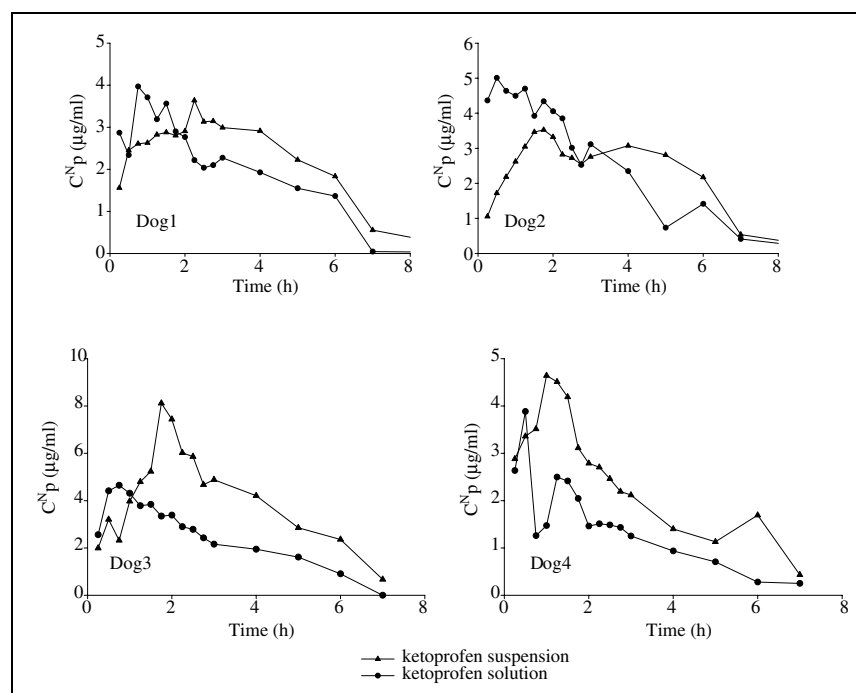 5
4
3
2
1
0
C^N p (µg/ml)
Dog1
0 2 4 6 8
Time (h)
6
5
4
3
2
1
0
C^N p (µg/ml)
Dog2
0 2 4 6 8
Time (h)
10
8
6
4
2
0
C^N p (µg/ml)
Dog3
0 2 4 6 8
Time (h)
5
4
3
2
1
0
C^N p (µg/ml)
Dog4
0 2 4 6 8
Time (h)
ketoprofen suspension
ketoprofen solution